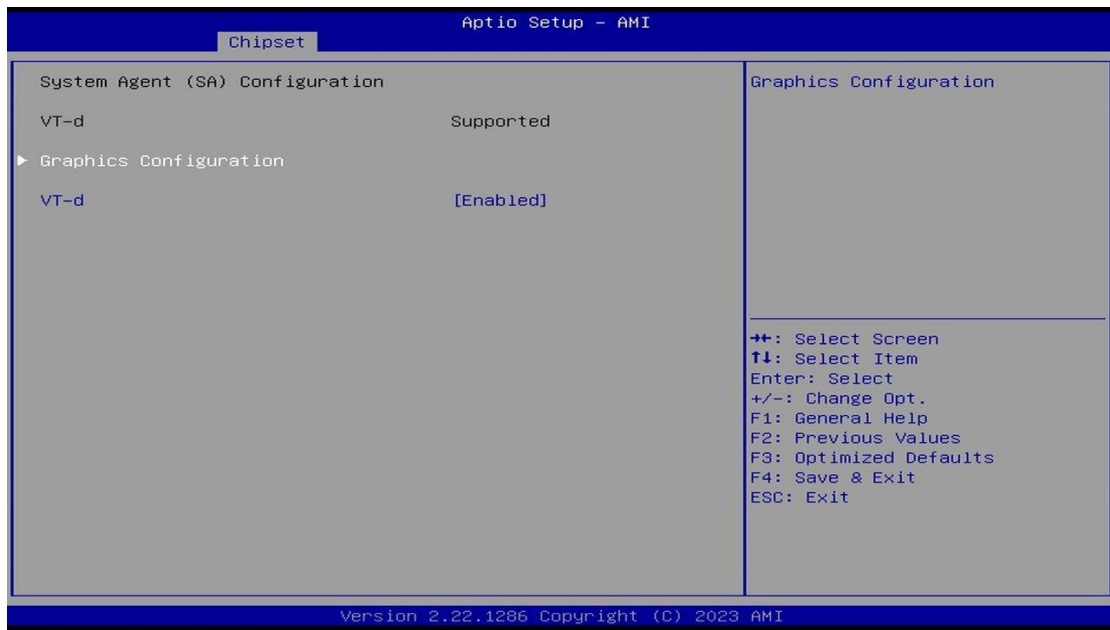 Aptio Setup – AMI
Chipset
System Agent (SA) Configuration
VT-d Supported
▶ Graphics Configuration
VT-d [Enabled]
Graphics Configuration
→←: Select Screen
↑↓: Select Item
Enter: Select
+/-: Change Opt.
F1: General Help
F2: Previous Values
F3: Optimized Defaults
F4: Save & Exit
ESC: Exit
Version 2.22.1286 Copyright (C) 2023 AMI